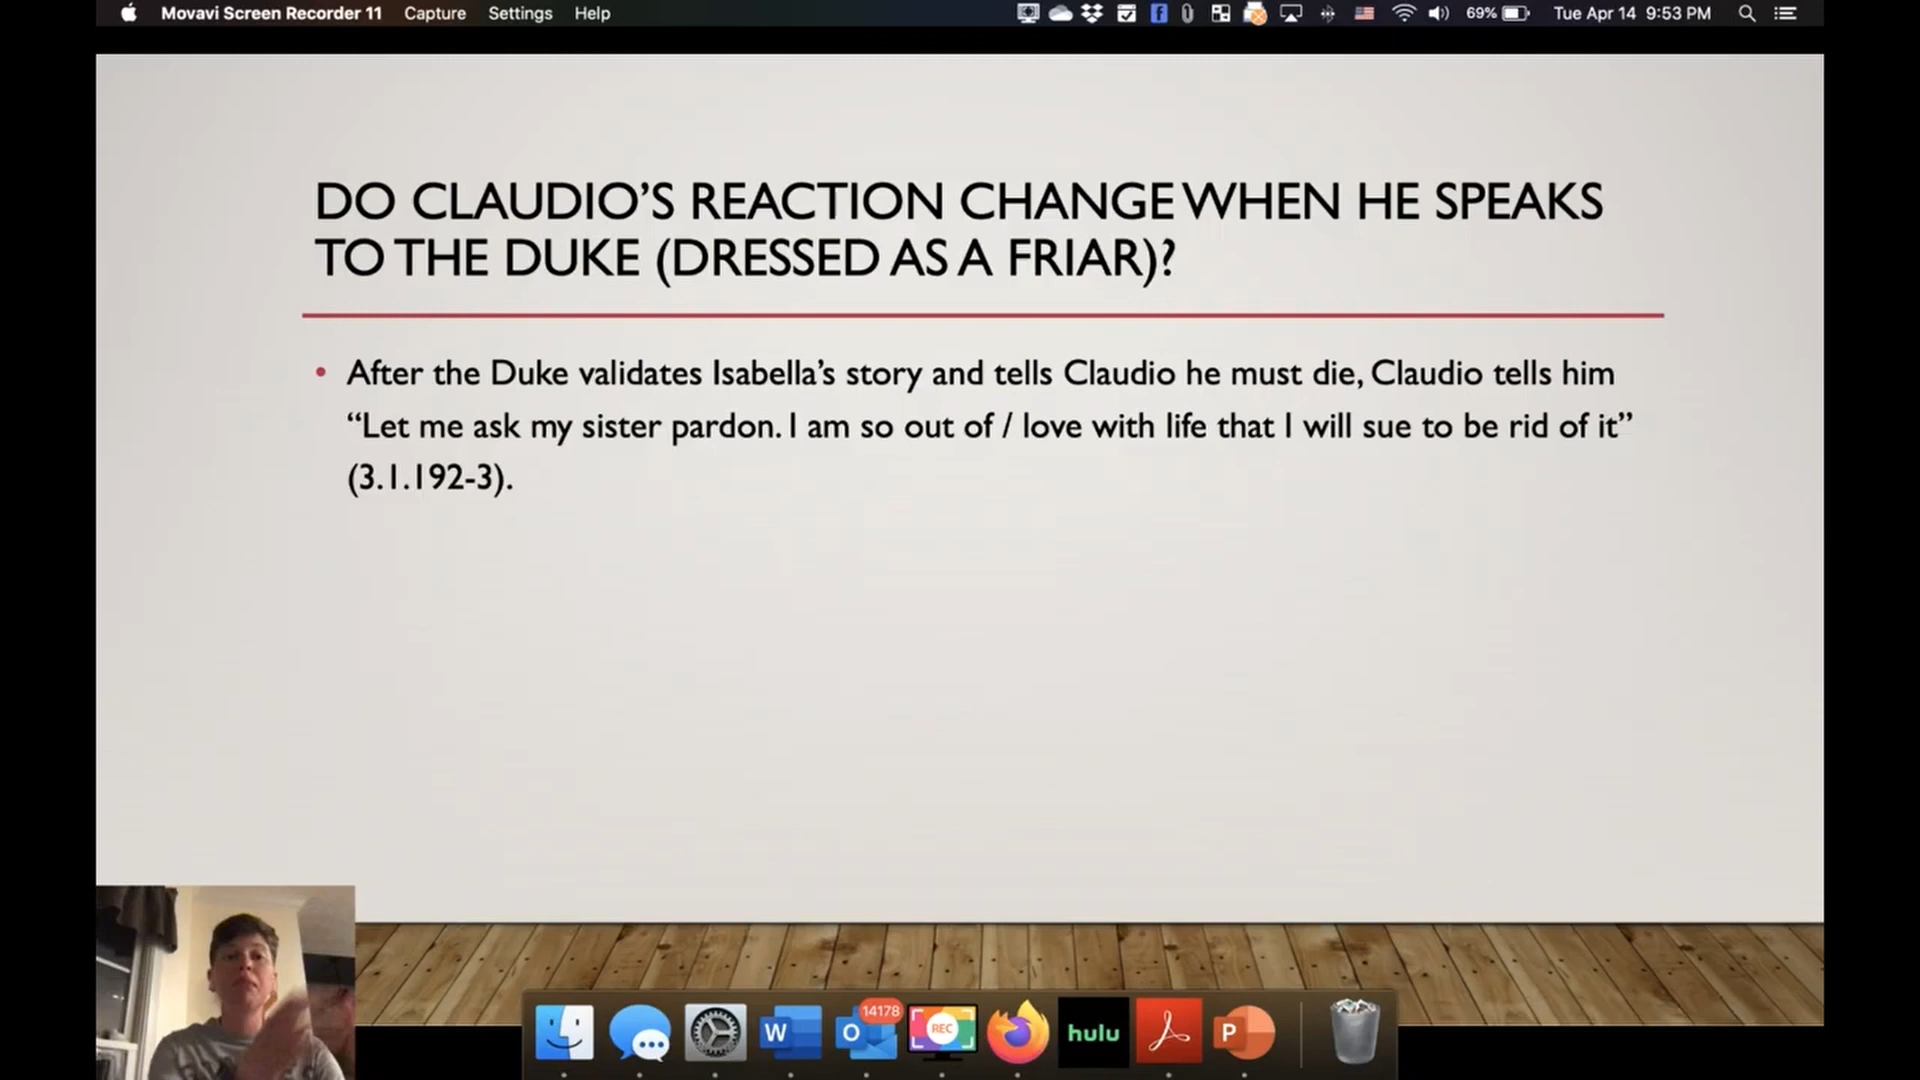 Movavi Screen Recorder 11 Capture Settings Help 69% Tue Apr 14 9:53 PM
DO CLAUDIO’S REACTION CHANGE WHEN HE SPEAKS
TO THE DUKE (DRESSED AS A FRIAR)?
• After the Duke validates Isabella’s story and tells Claudio he must die, Claudio tells him
“Let me ask my sister pardon. I am so out of / love with life that I will sue to be rid of it”
(3.1.192-3).
14178
W O REC hulu P